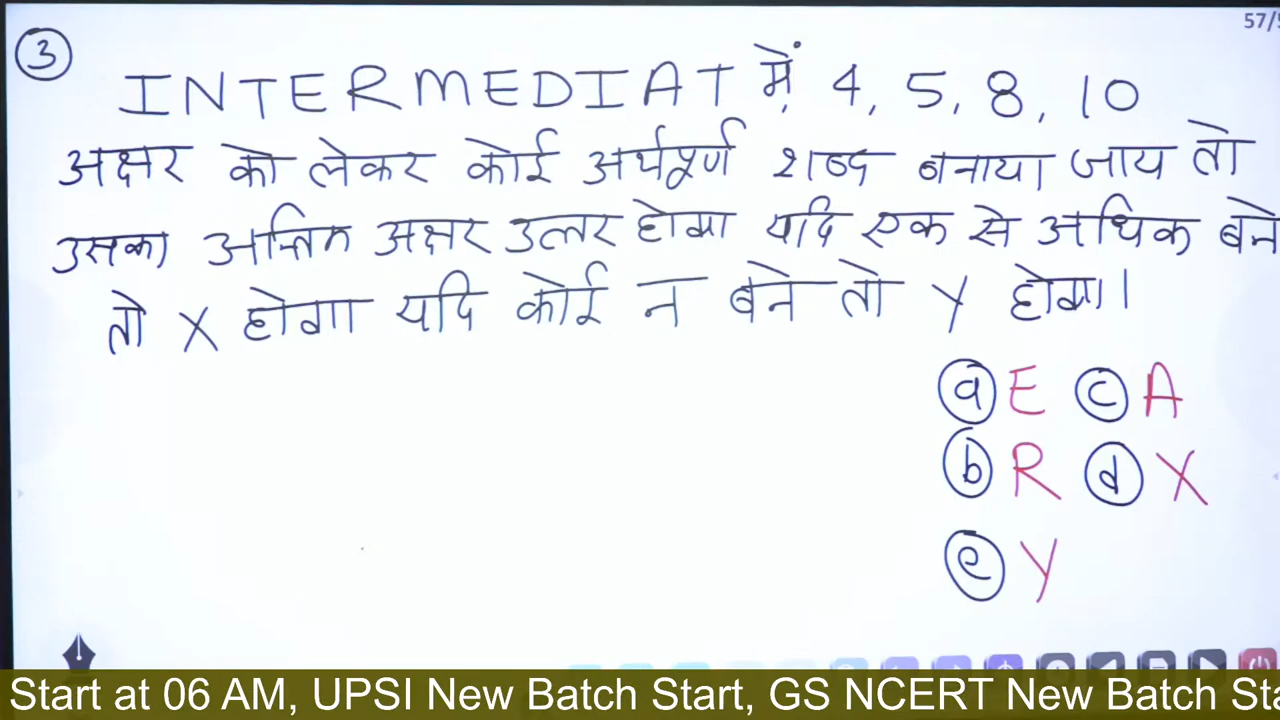 57/5
③
INTERMEDIAT में 4, 5, 8, 10
अक्षर को लेकर कोई अर्थपूर्ण शब्द बनाया जाय तो
उसका अन्तिम अक्षर उत्तर होगा यदि एक से अधिक बने
तो X होगा यदि कोई न बने तो Y होगा।
ⓐ E ⓒ A
ⓑ R ⓓ X
ⓔ Y
Start at 06 AM, UPSI New Batch Start, GS NCERT New Batch Sta